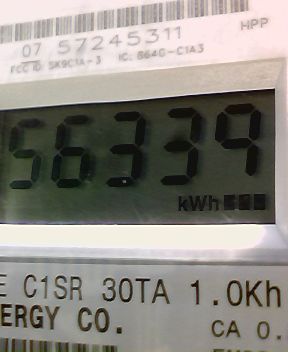 07 57245311
HPP
FCC ID: SK9C1A-3 IC: 864G-C1A3
56339
kWh
E C1SR 30TA 1.0Kh
ERGY CO.
CA 0.